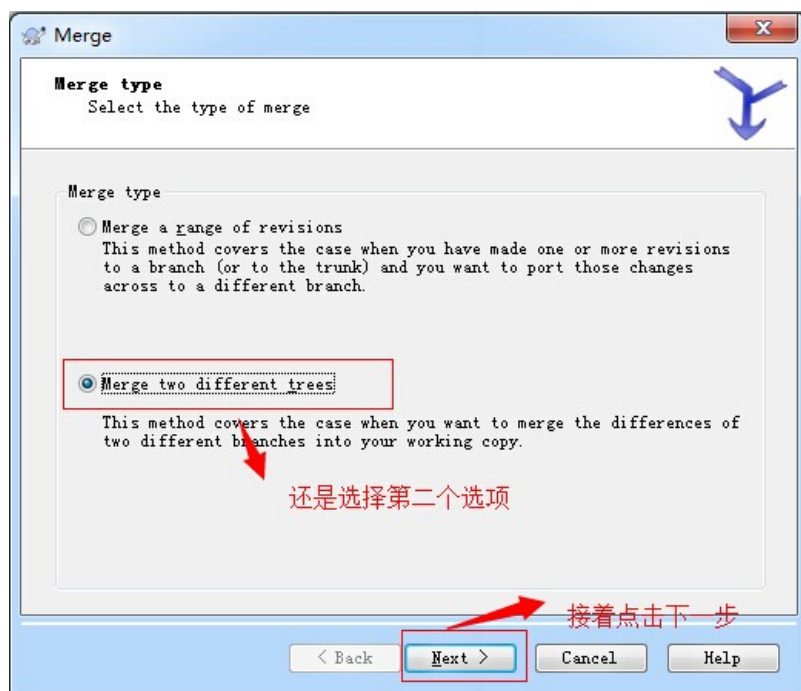 Merge
Merge type
Select the type of merge
Merge type
Merge a range of revisions
This method covers the case when you have made one or more revisions
to a branch (or to the trunk) and you want to port those changes
across to a different branch.
Merge two different trees
This method covers the case when you want to merge the differences of
two different branches into your working copy.
还是选择第二个选项
接着点击下一步
< Back
Next >
Cancel
Help